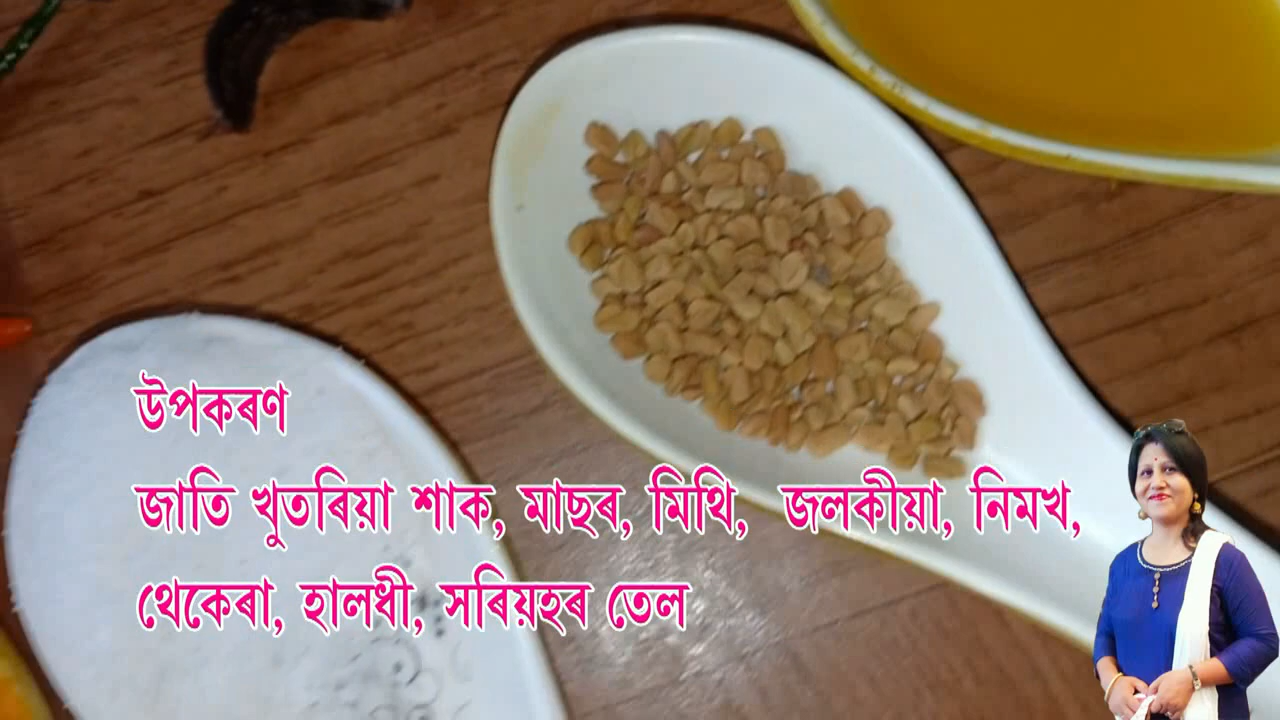 উপকৰণ
জাতি খুতৰিয়া শাক, মাছৰ, মিথি, জলকীয়া, নিমখ,
থেকেৰা, হালধী, সৰিয়হৰ তেল